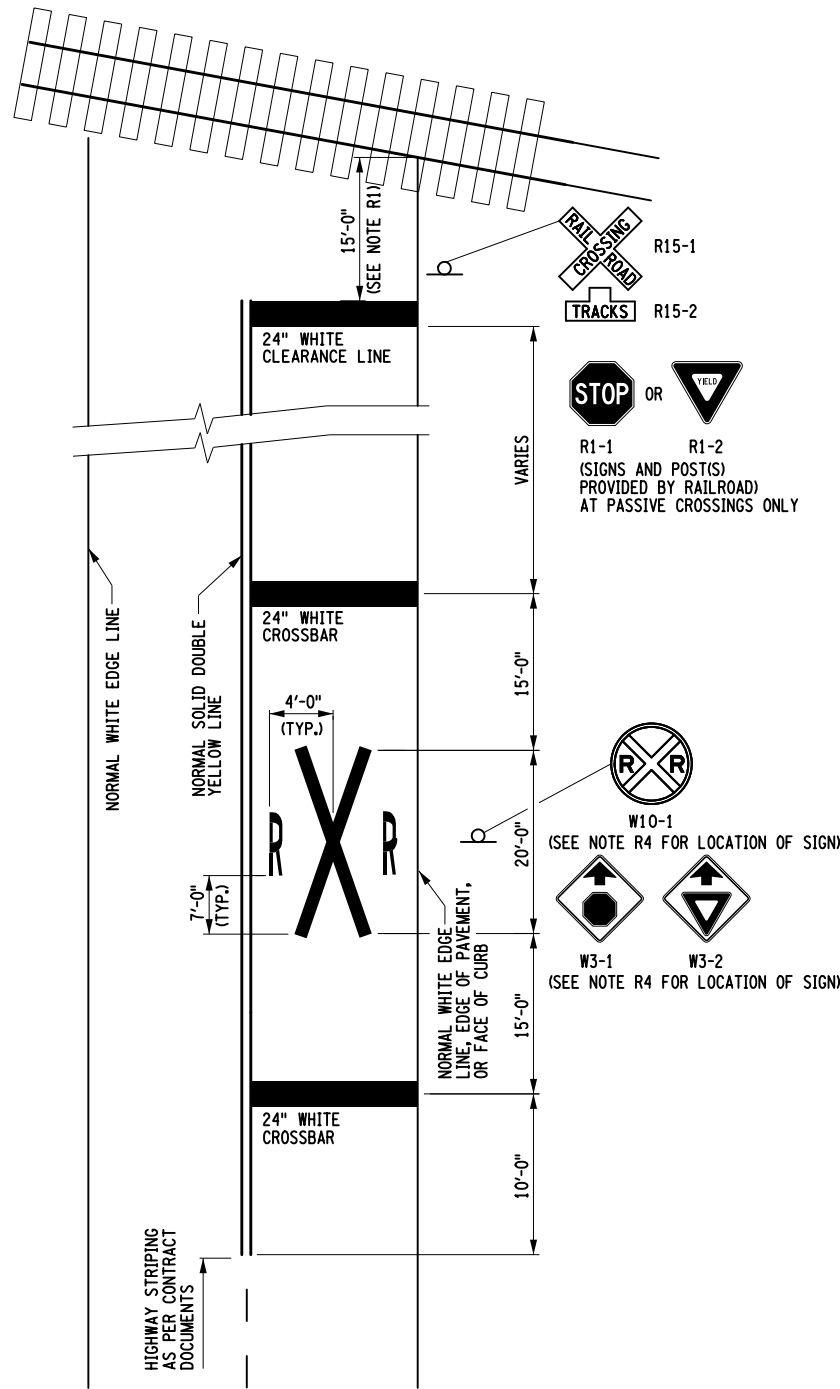 15'-0"
(SEE NOTE R1)
RAIL ROAD
CROSSING
R15-1
TRACKS
R15-2
24" WHITE
CLEARANCE LINE
STOP
OR
YIELD
R1-1
R1-2
(SIGNS AND POST(S)
PROVIDED BY RAILROAD)
AT PASSIVE CROSSINGS ONLY
VARIES
NORMAL WHITE EDGE LINE
NORMAL SOLID DOUBLE
YELLOW LINE
24" WHITE
CROSSBAR
15'-0"
4'-0"
(TYP.)
R R
20'-0"
R R
W10-1
(SEE NOTE R4 FOR LOCATION OF SIGN)
7'-0"
(TYP.)
W3-1
W3-2
(SEE NOTE R4 FOR LOCATION OF SIGN)
NORMAL WHITE EDGE
LINE, EDGE OF PAVEMENT,
OR FACE OF CURB
15'-0"
24" WHITE
CROSSBAR
10'-0"
HIGHWAY STRIPING
AS PER CONTRACT
DOCUMENTS